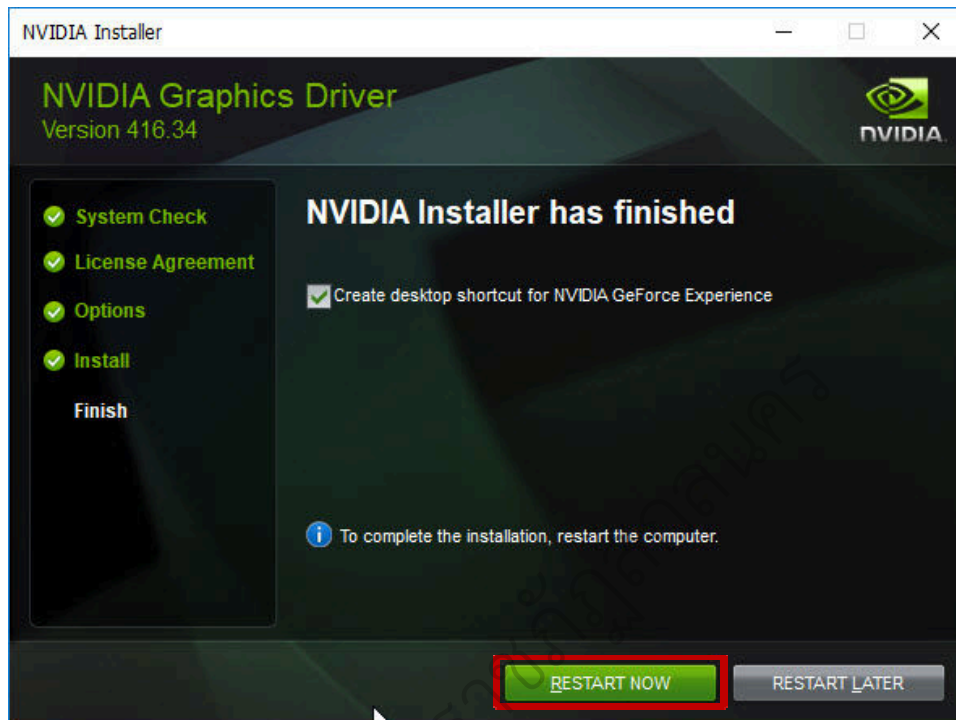 NVIDIA Installer
NVIDIA Graphics Driver
Version 416.34
NVIDIA.
System Check
License Agreement
Options
Install
Finish
NVIDIA Installer has finished
Create desktop shortcut for NVIDIA GeForce Experience
To complete the installation, restart the computer.
RESTART NOW
RESTART LATER